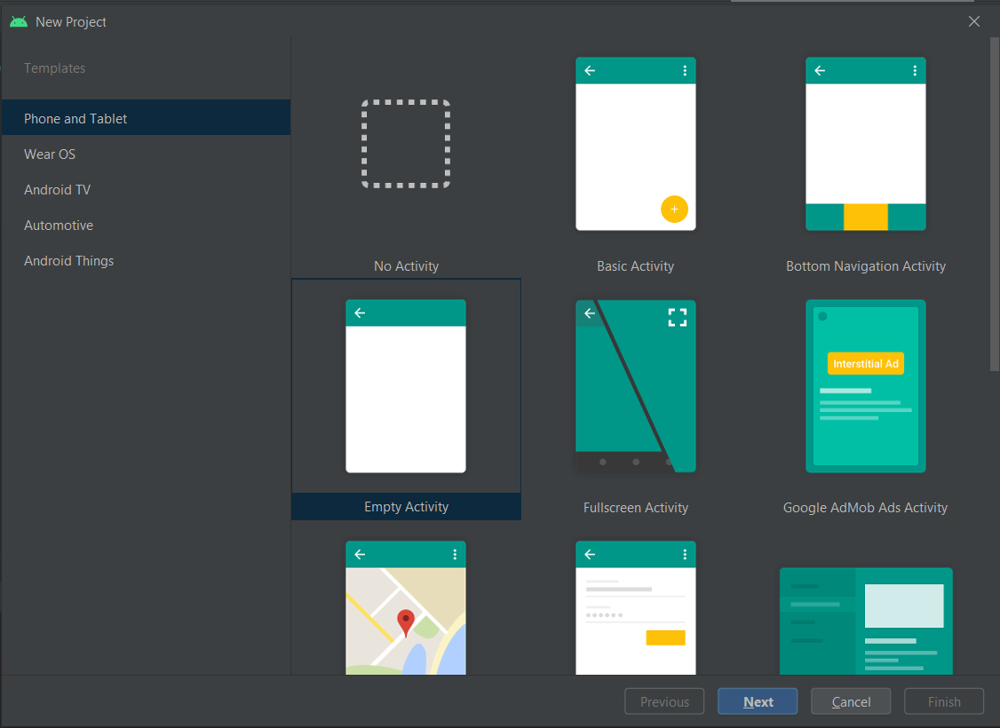 New Project
Templates
Phone and Tablet
Wear OS
Android TV
Automotive
Android Things
No Activity
Basic Activity
Bottom Navigation Activity
Empty Activity
Fullscreen Activity
Interstitial Ad
Google AdMob Ads Activity
Previous
Next
Cancel
Finish